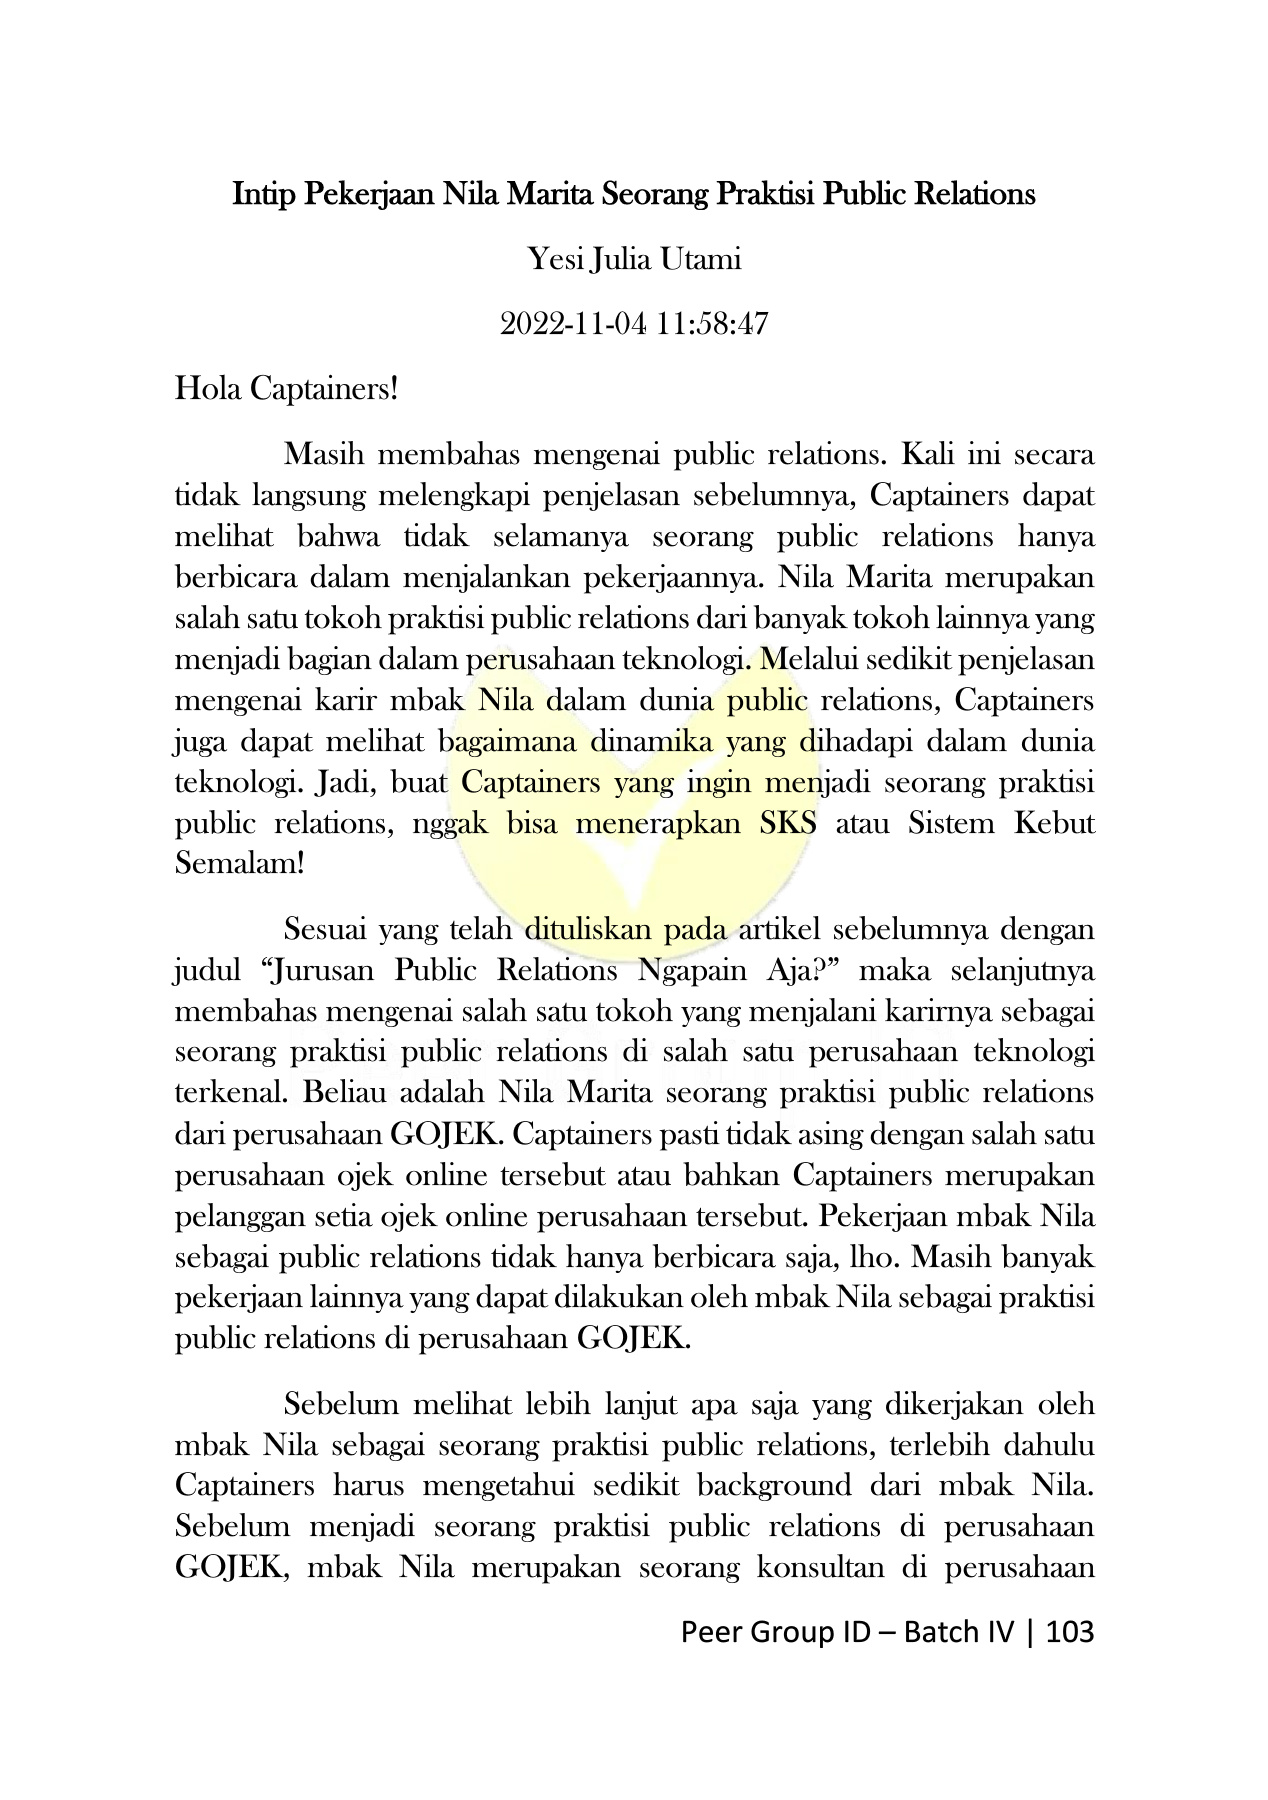 Intip Pekerjaan Nila Marita Seorang Praktisi Public Relations
Yesi Julia Utami
2022-11-04 11:58:47
Hola Captainers!
Masih membahas mengenai public relations. Kali ini secara
tidak langsung melengkapi penjelasan sebelumnya, Captainers dapat
melihat bahwa tidak selamanya seorang public relations hanya
berbicara dalam menjalankan pekerjaannya. Nila Marita merupakan
salah satu tokoh praktisi public relations dari banyak tokoh lainnya yang
menjadi bagian dalam perusahaan teknologi. Melalui sedikit penjelasan
mengenai karir mbak Nila dalam dunia public relations, Captainers
juga dapat melihat bagaimana dinamika yang dihadapi dalam dunia
teknologi. Jadi, buat Captainers yang ingin menjadi seorang praktisi
public relations, nggak bisa menerapkan SKS atau Sistem Kebut
Semalam!
Sesuai yang telah dituliskan pada artikel sebelumnya dengan
judul “Jurusan Public Relations Ngapain Aja?” maka selanjutnya
membahas mengenai salah satu tokoh yang menjalani karirnya sebagai
seorang praktisi public relations di salah satu perusahaan teknologi
terkenal. Beliau adalah Nila Marita seorang praktisi public relations
dari perusahaan GOJEK. Captainers pasti tidak asing dengan salah satu
perusahaan ojek online tersebut atau bahkan Captainers merupakan
pelanggan setia ojek online perusahaan tersebut. Pekerjaan mbak Nila
sebagai public relations tidak hanya berbicara saja, lho. Masih banyak
pekerjaan lainnya yang dapat dilakukan oleh mbak Nila sebagai praktisi
public relations di perusahaan GOJEK.
Sebelum melihat lebih lanjut apa saja yang dikerjakan oleh
mbak Nila sebagai seorang praktisi public relations, terlebih dahulu
Captainers harus mengetahui sedikit background dari mbak Nila.
Sebelum menjadi seorang praktisi public relations di perusahaan
GOJEK, mbak Nila merupakan seorang konsultan di perusahaan
Peer Group ID – Batch IV | 103